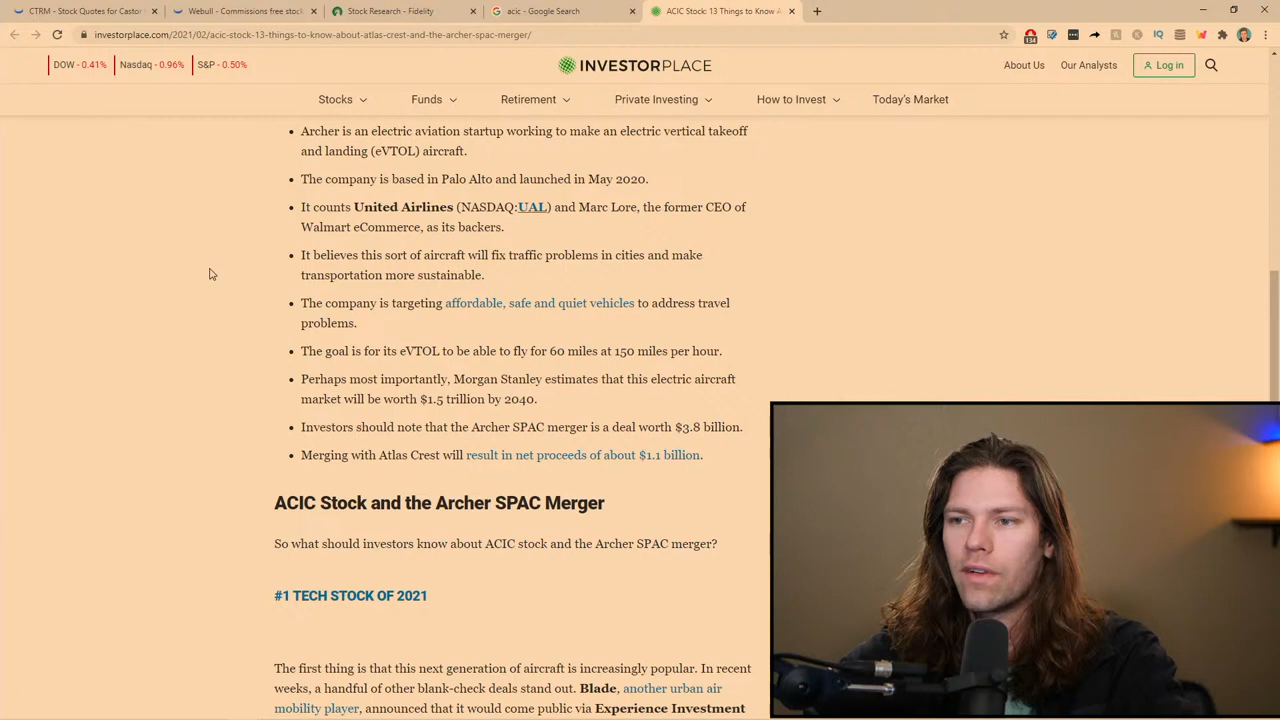 CTRM - Stock Quotes for Castor
Webull - Commissions free stock
Stock Research - Fidelity
acic - Google Search
ACIC Stock: 13 Things to Know A
investorplace.com/2021/02/acic-stock-13-things-to-know-about-atlas-crest-and-the-archer-spac-merger/
134
IQ
DOW - 0.41% Nasdaq - 0.96% S&P - 0.50%
INVESTORPLACE
About Us Our Analysts Log in
Stocks Funds Retirement Private Investing How to Invest Today's Market
• Archer is an electric aviation startup working to make an electric vertical takeoff
and landing (eVTOL) aircraft.
• The company is based in Palo Alto and launched in May 2020.
• It counts United Airlines (NASDAQ:UAL) and Marc Lore, the former CEO of
Walmart eCommerce, as its backers.
• It believes this sort of aircraft will fix traffic problems in cities and make
transportation more sustainable.
• The company is targeting affordable, safe and quiet vehicles to address travel
problems.
• The goal is for its eVTOL to be able to fly for 60 miles at 150 miles per hour.
• Perhaps most importantly, Morgan Stanley estimates that this electric aircraft
market will be worth $1.5 trillion by 2040.
• Investors should note that the Archer SPAC merger is a deal worth $3.8 billion.
• Merging with Atlas Crest will result in net proceeds of about $1.1 billion.
ACIC Stock and the Archer SPAC Merger
So what should investors know about ACIC stock and the Archer SPAC merger?
#1 TECH STOCK OF 2021
The first thing is that this next generation of aircraft is increasingly popular. In recent
weeks, a handful of other blank-check deals stand out. Blade, another urban air
mobility player, announced that it would come public via Experience Investment